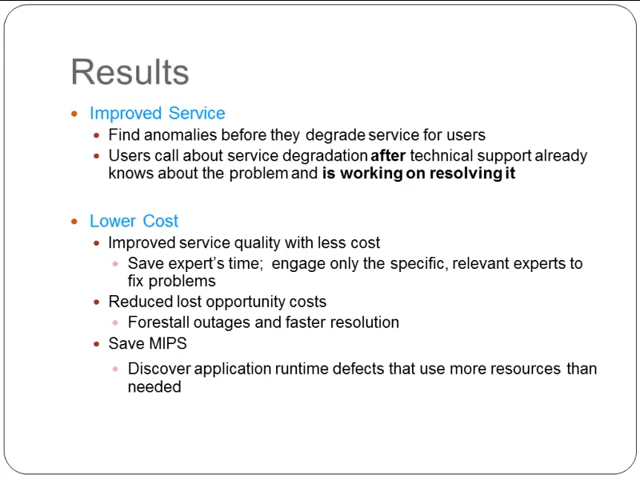 Results
• Improved Service
• Find anomalies before they degrade service for users
• Users call about service degradation after technical support already
knows about the problem and is working on resolving it
• Lower Cost
• Improved service quality with less cost
• Save expert's time;  engage only the specific, relevant experts to
fix problems
• Reduced lost opportunity costs
• Forestall outages and faster resolution
• Save MIPS
• Discover application runtime defects that use more resources than
needed